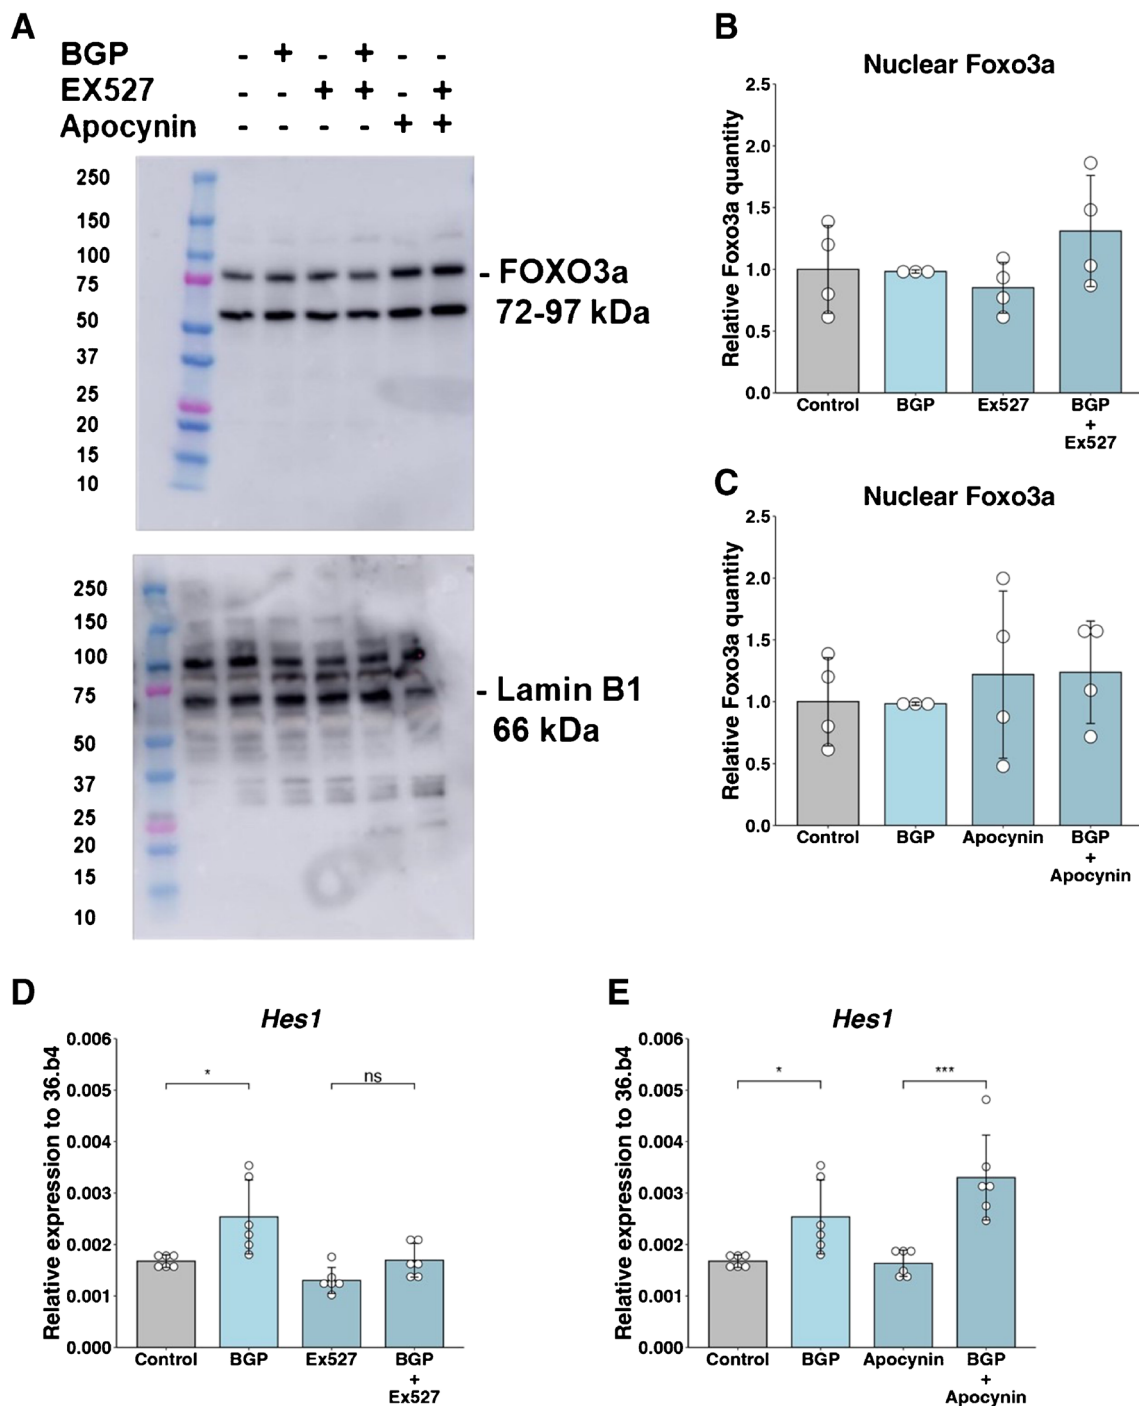 A
BGP - + - + - -
EX527 - - + + - +
Apocynin - - - - + +
250
150
100
75
50
37
25
20
15
10
- FOXO3a
72-97 kDa
250
150
100
75
50
37
25
20
15
10
- Lamin B1
66 kDa
B
Nuclear Foxo3a
Relative Foxo3a quantity
2.5
2.0
1.5
1.0
0.5
0.0
Control BGP Ex527 BGP
+
Ex527
C
Nuclear Foxo3a
Relative Foxo3a quantity
2.5
2.0
1.5
1.0
0.5
0.0
Control BGP Apocynin BGP
+
Apocynin
D
Hes1
Relative expression to 36.b4
0.006
0.005
0.004
0.003
0.002
0.001
0.000
* ns
Control BGP Ex527 BGP
+
Ex527
E
Hes1
Relative expression to 36.b4
0.006
0.005
0.004
0.003
0.002
0.001
0.000
* ***
Control BGP Apocynin BGP
+
Apocynin